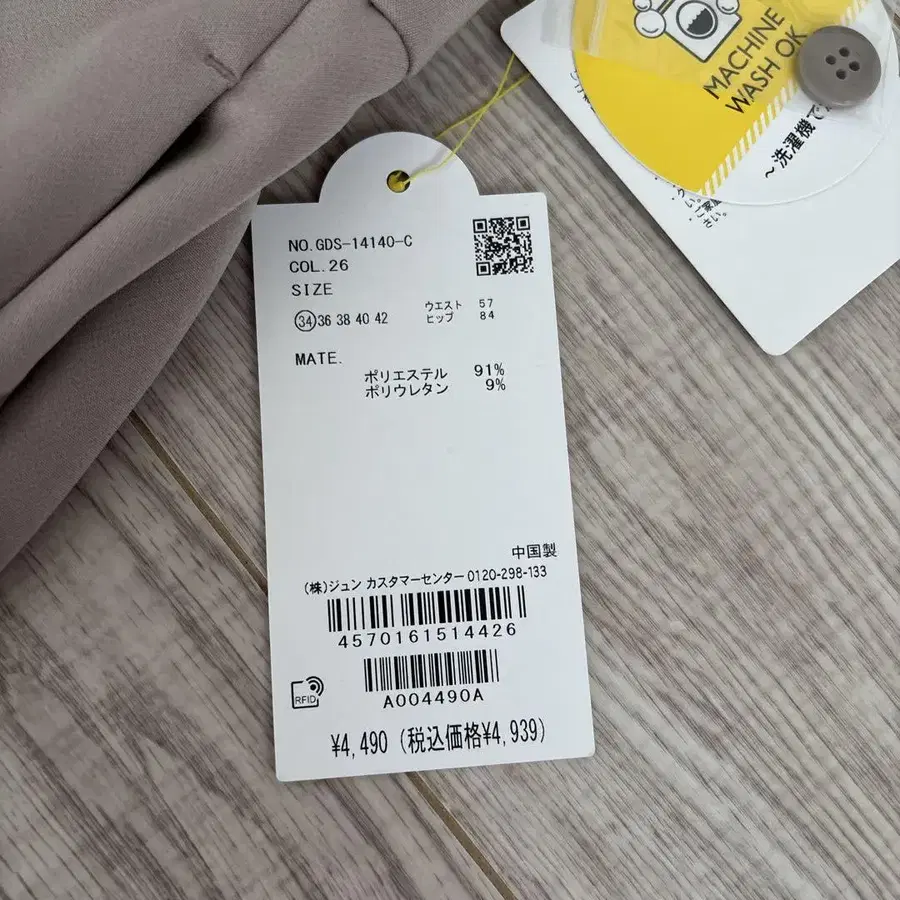 MACHINE
WASH OK
~洗濯機で
NO.GDS-14140-C
COL.26
SIZE
34 36 38 40 42
ウエスト 57
ヒップ 84
MATE.
ポリエステル 91%
ポリウレタン 9%
中国製
(株)ジュン カスタマーセンター 0120-298-133
4570161514426
RFID
A004490A
¥4,490 (税込価格¥4,939)